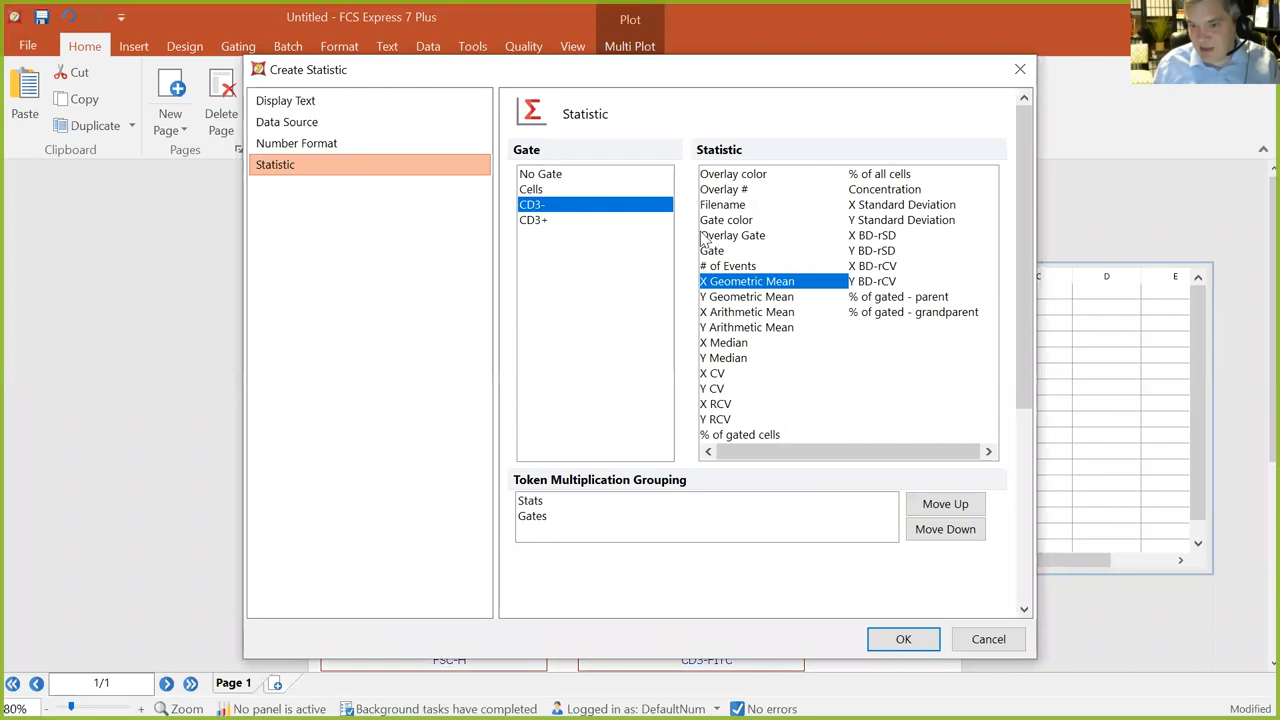 Untitled - FCS Express 7 Plus
Plot
File
Home
Insert
Design
Gating
Batch
Format
Text
Data
Tools
Quality
View
Multi Plot
Paste
Cut
Copy
Duplicate
Clipboard
New
Page
Delete
Page
Pages
Create Statistic
Display Text
Data Source
Number Format
Statistic
Statistic
Gate
No Gate
Cells
CD3-
CD3+
Statistic
Overlay color
Overlay #
Filename
Gate color
Overlay Gate
Gate
# of Events
X Geometric Mean
Y Geometric Mean
X Arithmetic Mean
Y Arithmetic Mean
X Median
Y Median
X CV
Y CV
X RCV
Y RCV
% of gated cells
% of all cells
Concentration
X Standard Deviation
Y Standard Deviation
X BD-rSD
Y BD-rSD
X BD-rCV
Y BD-rCV
% of gated - parent
% of gated - grandparent
Token Multiplication Grouping
Stats
Gates
Move Up
Move Down
OK
Cancel
C
D
E
FSC-H
CD3-FITC
1/1
Page 1
80%
- +
Zoom
No panel is active
Background tasks have completed
Logged in as: DefaultNum
No errors
Modified